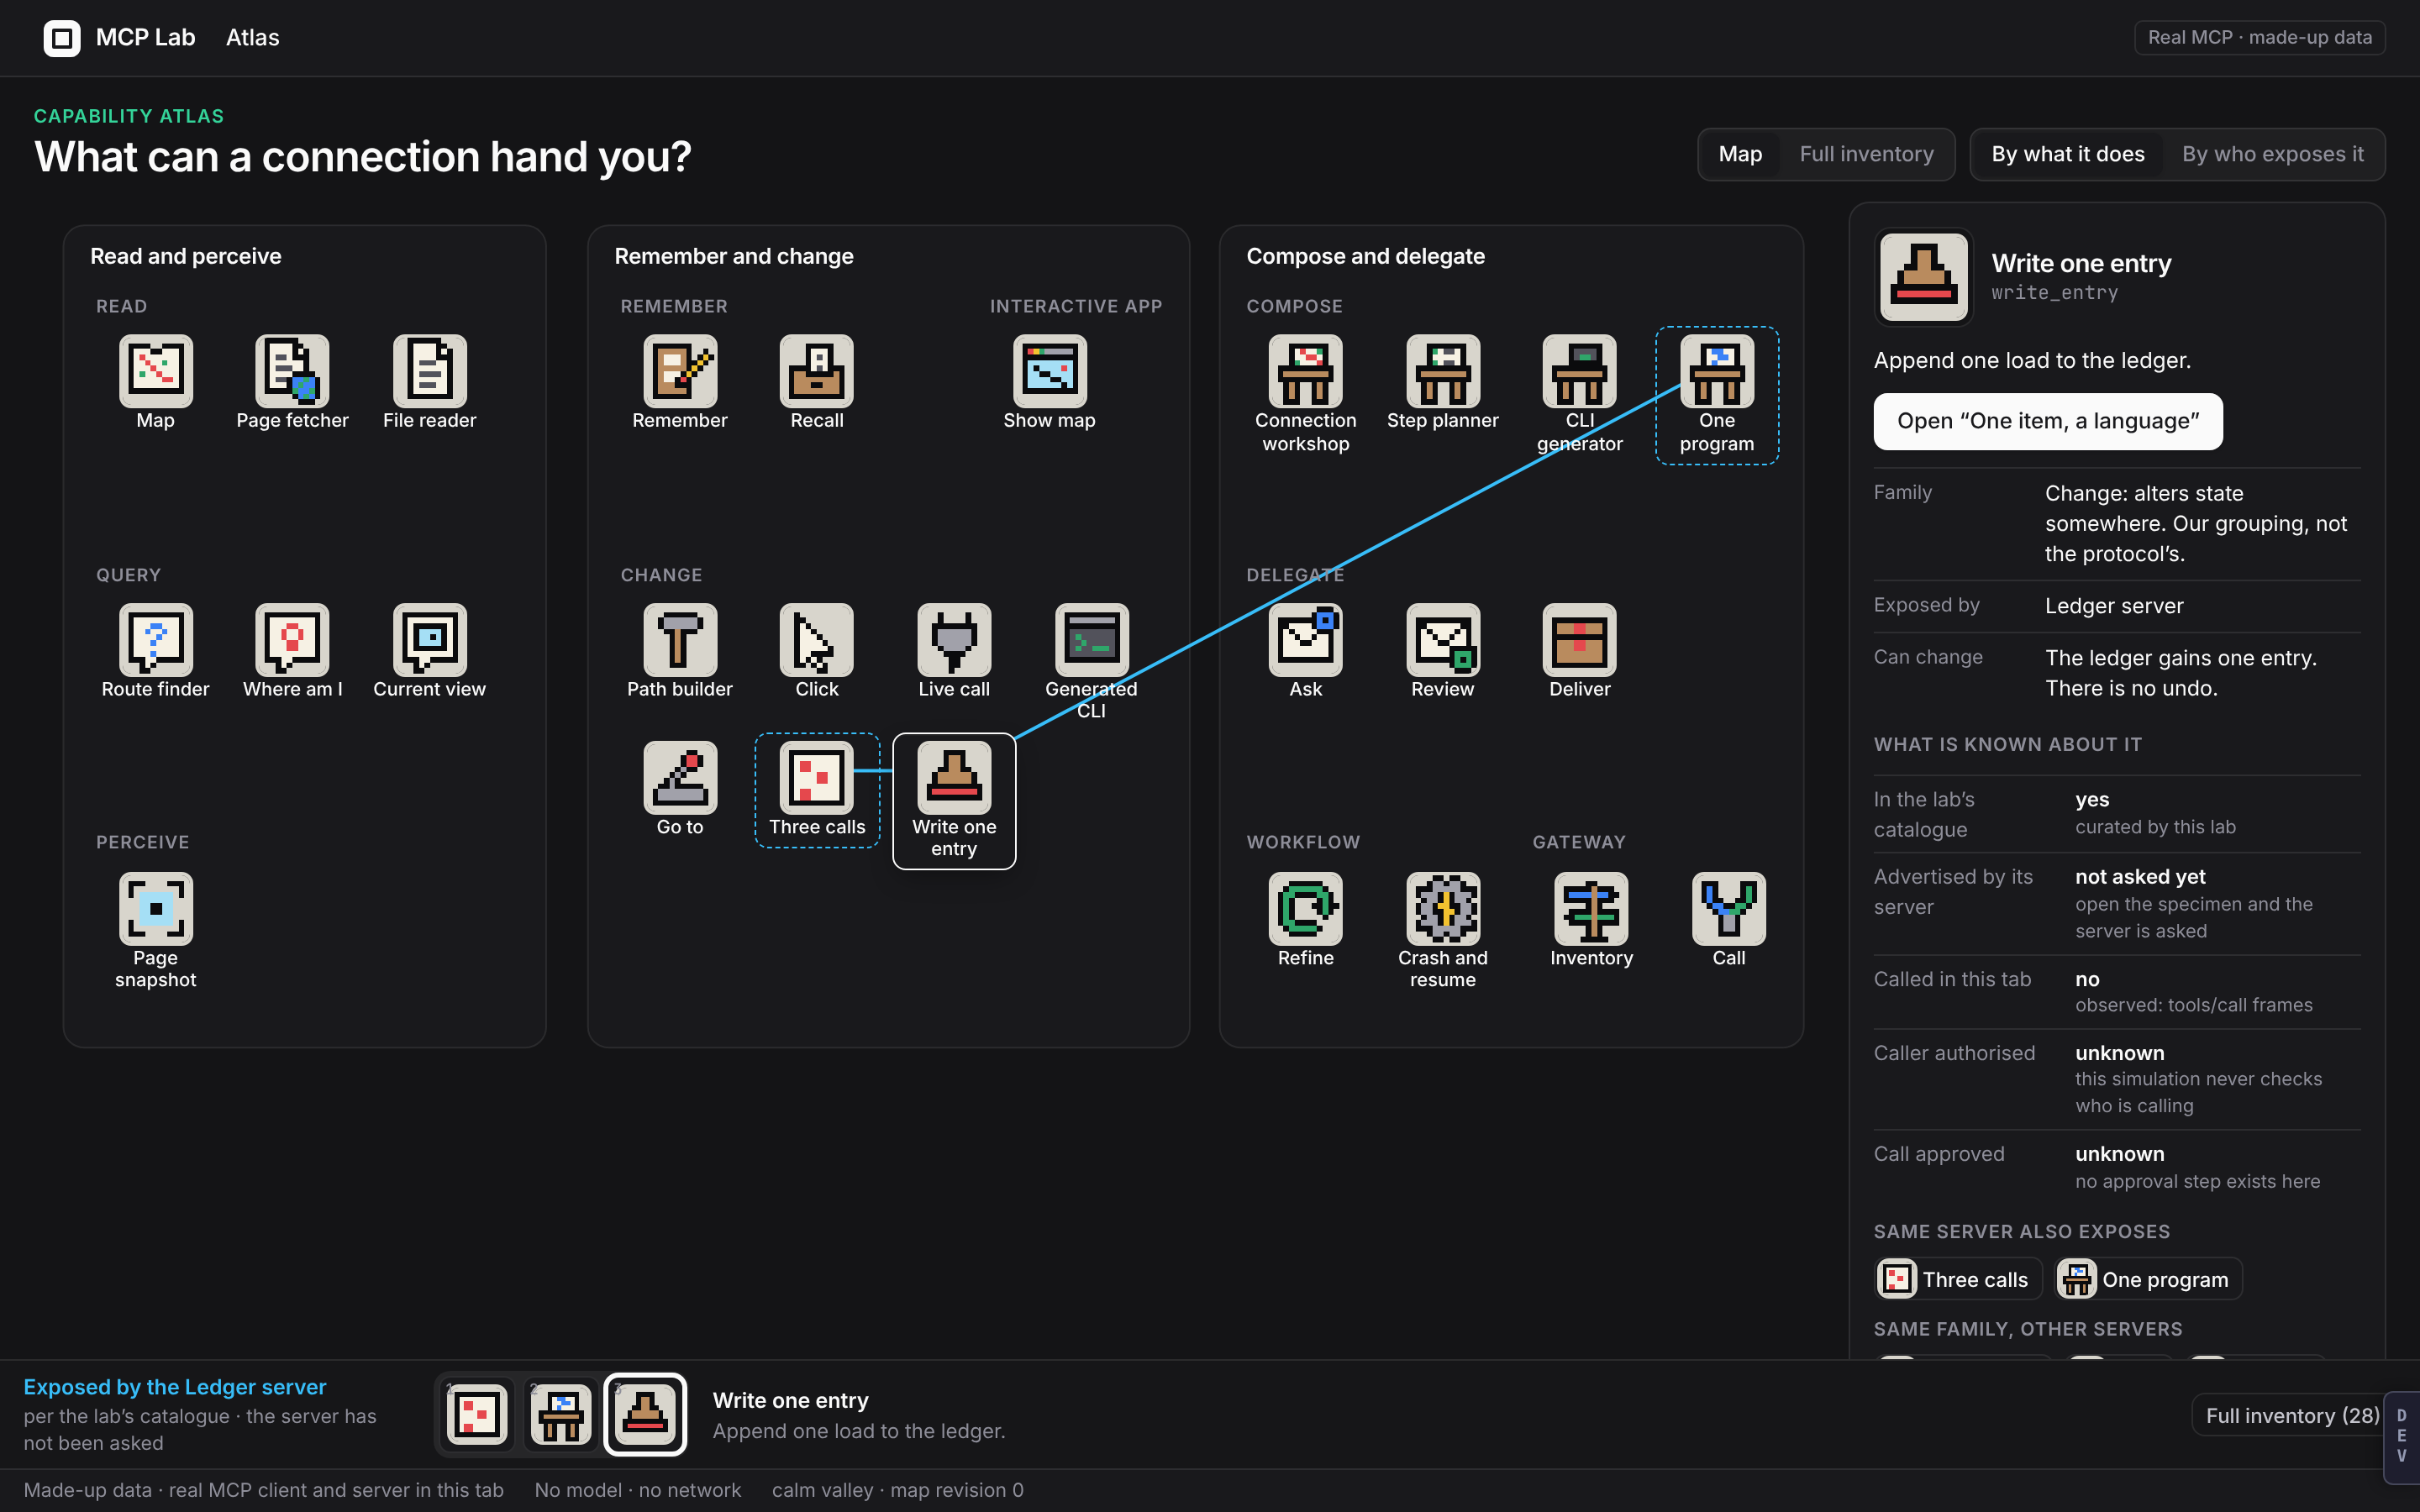 MCP Lab
Atlas
Real MCP · made-up data
CAPABILITY ATLAS
What can a connection hand you?
Map
Full inventory
By what it does
By who exposes it
Read and perceive
READ
Map
Page fetcher
File reader
QUERY
Route finder
Where am I
Current view
PERCEIVE
Page
snapshot
Remember and change
REMEMBER
INTERACTIVE APP
Remember
Recall
Show map
CHANGE
Path builder
Click
Live call
Generated
CLI
Go to
Three calls
Write one
entry
Compose and delegate
COMPOSE
Connection
workshop
Step planner
CLI
generator
One
program
DELEGATE
Ask
Review
Deliver
WORKFLOW
GATEWAY
Refine
Crash and
resume
Inventory
Call
Write one entry
write_entry
Append one load to the ledger.
Open “One item, a language”
Family
Change: alters state
somewhere. Our grouping, not
the protocol’s.
Exposed by
Ledger server
Can change
The ledger gains one entry.
There is no undo.
WHAT IS KNOWN ABOUT IT
In the lab’s
catalogue
yes
curated by this lab
Advertised by its
server
not asked yet
open the specimen and the
server is asked
Called in this tab
no
observed: tools/call frames
Caller authorised
unknown
this simulation never checks
who is calling
Call approved
unknown
no approval step exists here
SAME SERVER ALSO EXPOSES
Three calls
One program
SAME FAMILY, OTHER SERVERS
Exposed by the Ledger server
per the lab’s catalogue · the server has
not been asked
1
2
3
Write one entry
Append one load to the ledger.
Full inventory (28)
DEV
Made-up data · real MCP client and server in this tab
No model · no network
calm valley · map revision 0